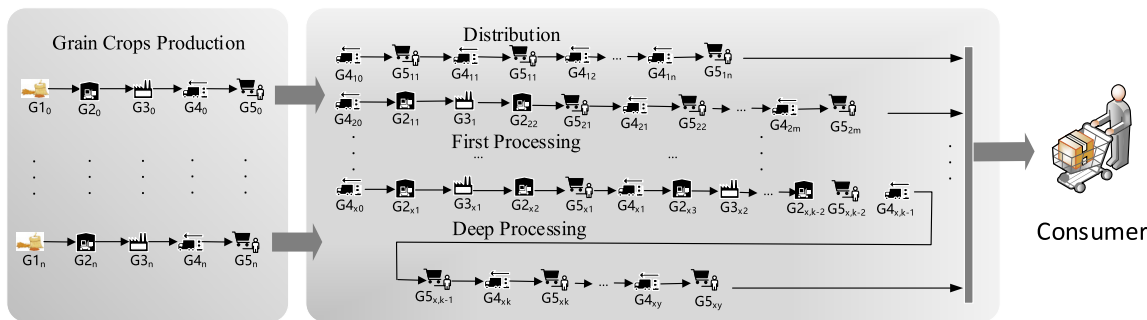 Grain Crops Production
G1₀ G2₀ G3₀ G4₀ G5₀
G1ₙ G2ₙ G3ₙ G4ₙ G5ₙ
Distribution
G4₁₀ G5₁₁ G4₁₁ G5₁₁ G4₁₂ ... G4₁ₙ G5₁ₙ
G4₂₀ G2₁₁ G3₁ G2₂₂ G5₂₁ G4₂₁ G5₂₂ ... G4₂ₘ G5₂ₘ
First Processing
... ...
G4ₓ₀ G2ₓ₁ G3ₓ₁ G2ₓ₂ G5ₓ₁ G4ₓ₁ G2ₓ₃ G3ₓ₂ ... G2ₓ,ₖ₋₂ G5ₓ,ₖ₋₂ G4ₓ,ₖ₋₁
Deep Processing
G5ₓ,ₖ₋₁ G4ₓₖ G5ₓₖ ... G4ₓᵧ G5ₓᵧ
Consumer